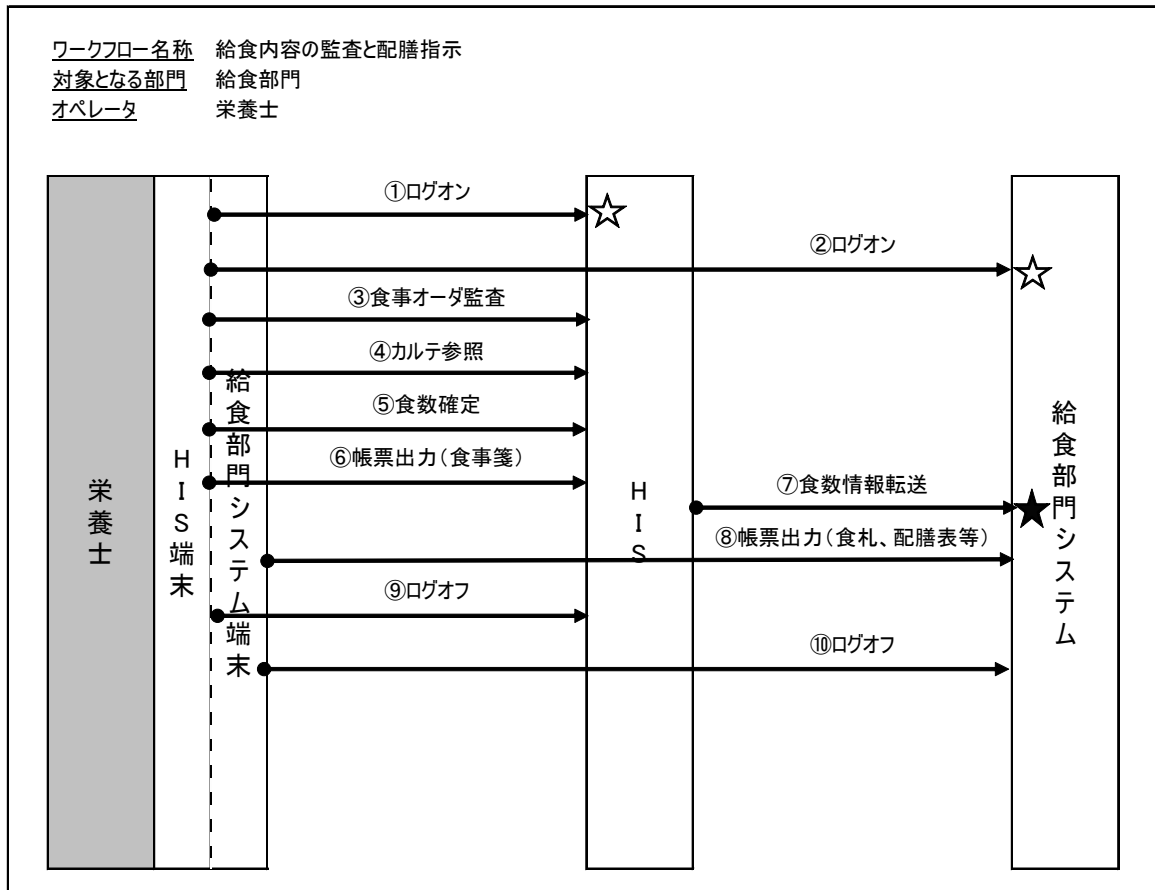 ワークフロー名称 給食内容の監査と配膳指示
対象となる部門 給食部門
オペレータ 栄養士
①ログオン
②ログオン
③食事オーダ監査
④カルテ参照
⑤食数確定
⑥帳票出力(食事箋)
⑦食数情報転送
⑧帳票出力(食札、配膳表等)
⑨ログオフ
⑩ログオフ
栄養士
HIS端末
給食部門システム端末
HIS
給食部門システム